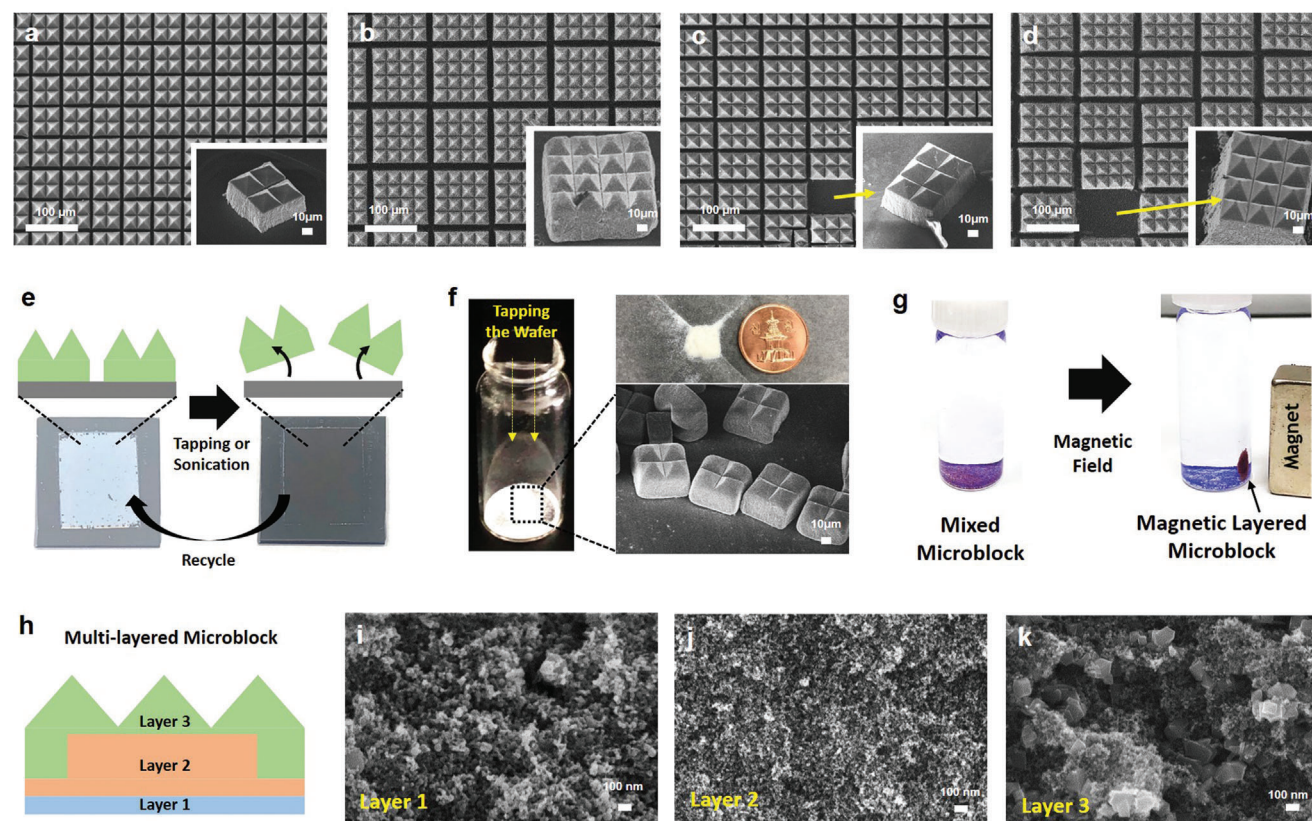 a
100 µm
10µm
b
100 µm
10µm
c
100 µm
10µm
d
100 µm
10µm
e
Tapping or
Sonication
Recycle
f
Tapping
the Wafer
10µm
g
Mixed
Microblock
Magnetic
Field
Magnet
Magnetic Layered
Microblock
h
Multi-layered Microblock
Layer 3
Layer 2
Layer 1
i
Layer 1
100 nm
j
Layer 2
100 nm
k
Layer 3
100 nm